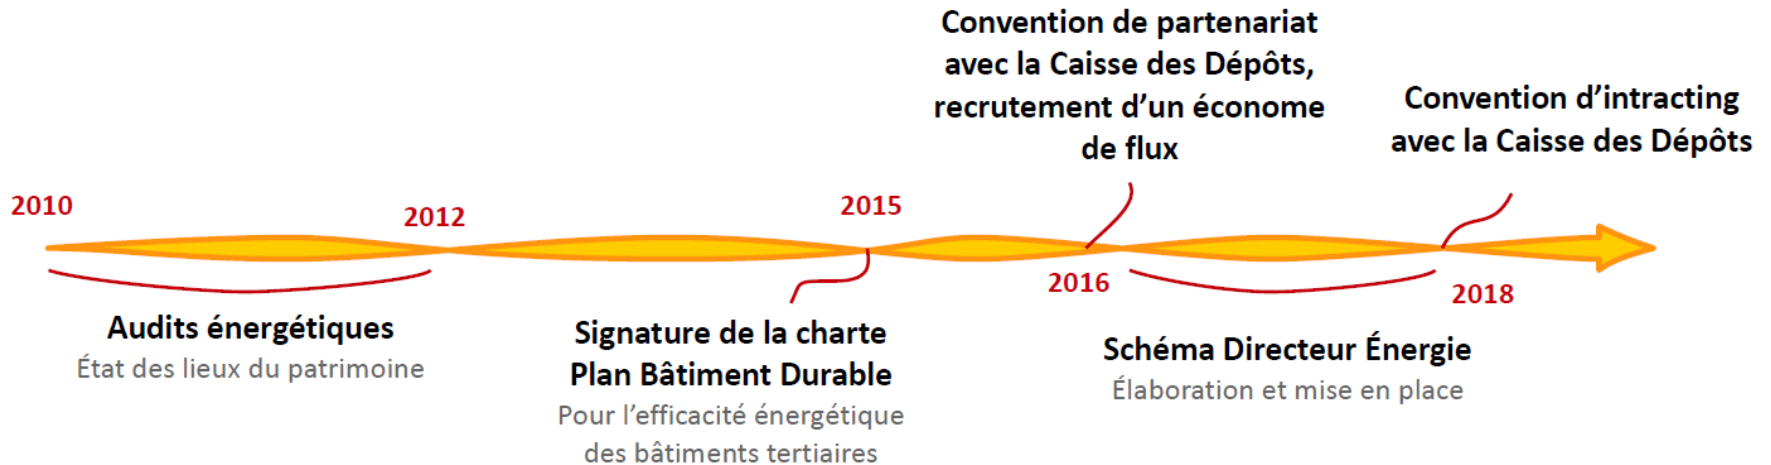 Convention de partenariat
avec la Caisse des Dépôts,
recrutement d’un économe
de flux
Convention d’intracting
avec la Caisse des Dépôts
2010
2012
2015
2016
2018
Audits énergétiques
État des lieux du patrimoine
Signature de la charte
Plan Bâtiment Durable
Pour l’efficacité énergétique
des bâtiments tertiaires
Schéma Directeur Énergie
Élaboration et mise en place